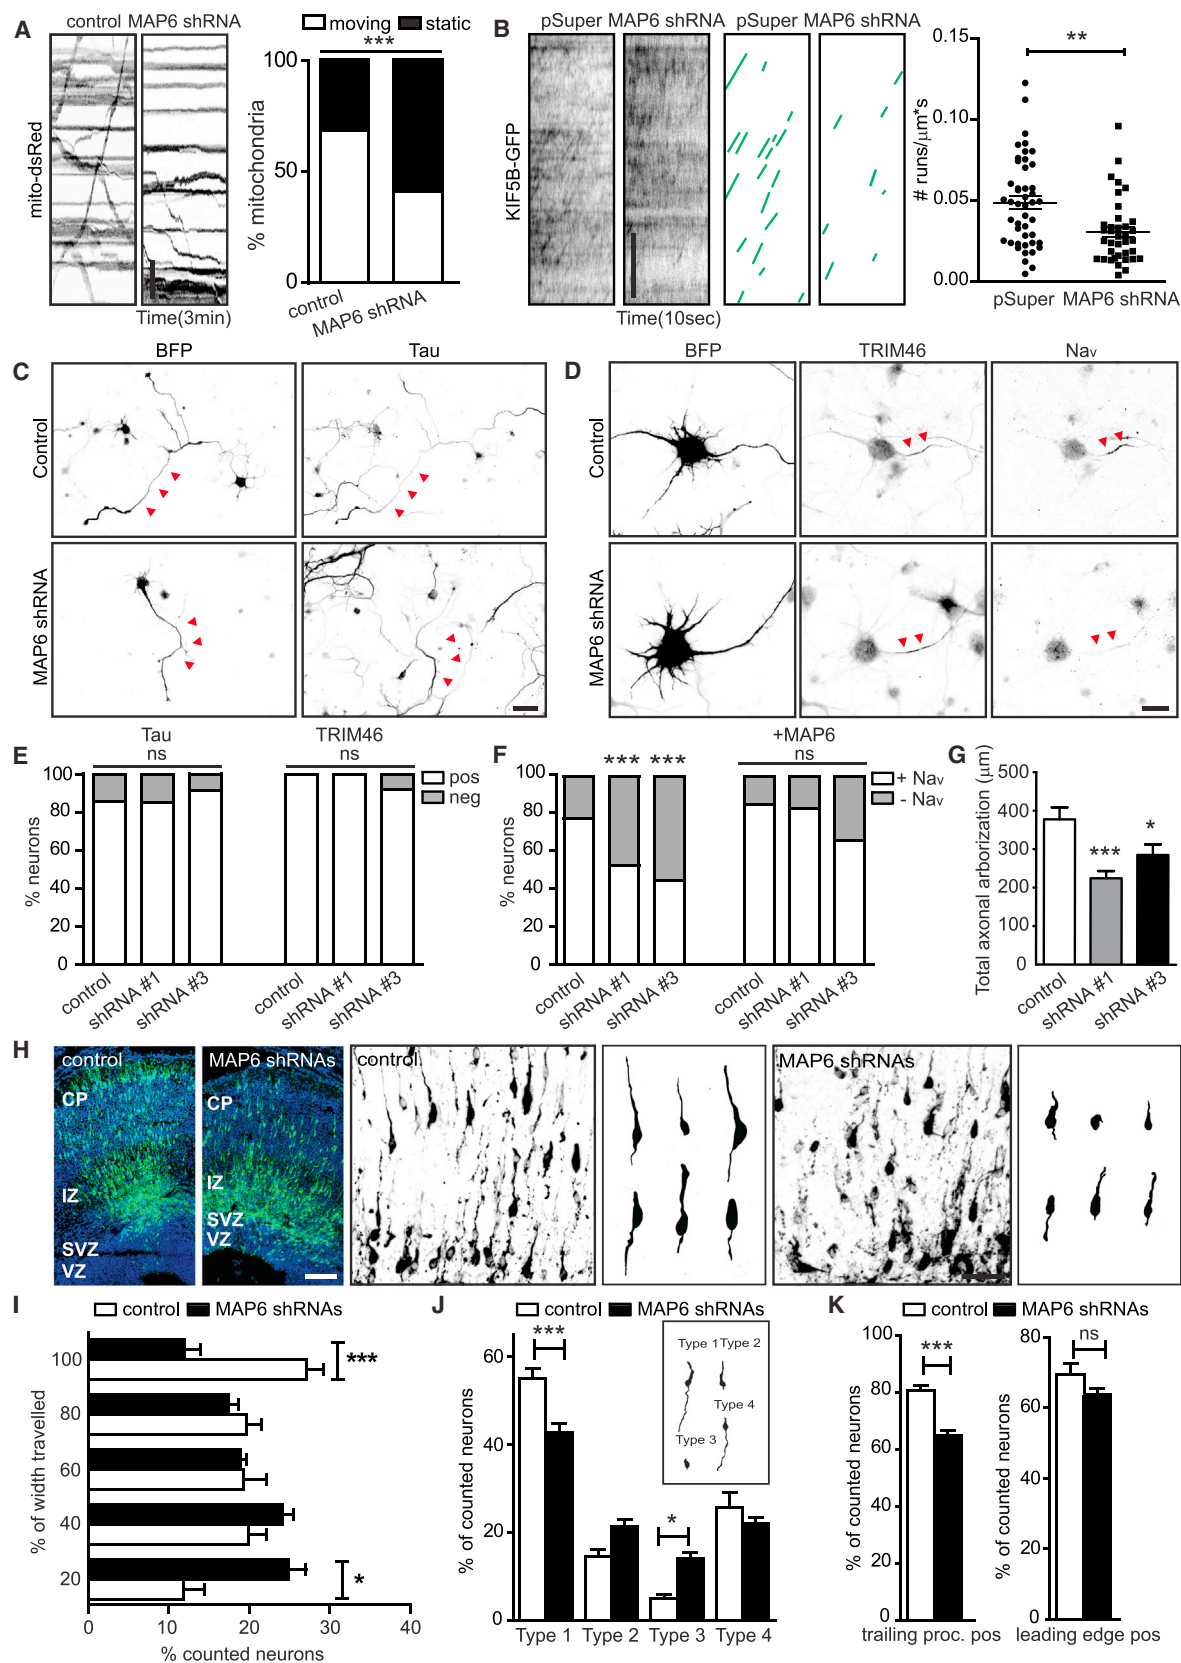 A
control MAP6 shRNA
mito-dsRed
Time(3min)
moving static
***
% mitochondria
100
50
0
control
MAP6 shRNA
B
pSuper MAP6 shRNA pSuper MAP6 shRNA
KIF5B-GFP
Time(10sec)
# runs/μm*s
0.15
0.10
0.05
0.00
**
pSuper MAP6 shRNA
C
BFP Tau
Control
MAP6 shRNA
D
BFP TRIM46 Nav
Control
MAP6 shRNA
E
Tau TRIM46
ns ns
pos
neg
% neurons
100
80
60
40
20
0
control shRNA #1 shRNA #3 control shRNA #1 shRNA #3
F
+MAP6
*** *** ns
+ Nav
- Nav
% neurons
100
80
60
40
20
0
control shRNA #1 shRNA #3 control shRNA #1 shRNA #3
G
Total axonal arborization (μm)
500
400
300
200
100
0
***
*
control shRNA #1 shRNA #3
H
control
CP
IZ
SVZ
VZ
MAP6 shRNAs
CP
IZ
SVZ
VZ
control
MAP6 shRNAs
I
control MAP6 shRNAs
% of width travelled
100
80
60
40
20
***
*
0 10 20 30 40
% counted neurons
J
control MAP6 shRNAs
% of counted neurons
60
40
20
0
***
*
Type 1 Type 2
Type 4
Type 3
Type 1 Type 2 Type 3 Type 4
K
control MAP6 shRNAs
% of counted neurons
100
80
60
80
20
0
***
trailing proc. pos
% of counted neurons
80
60
40
20
0
ns
leading edge pos